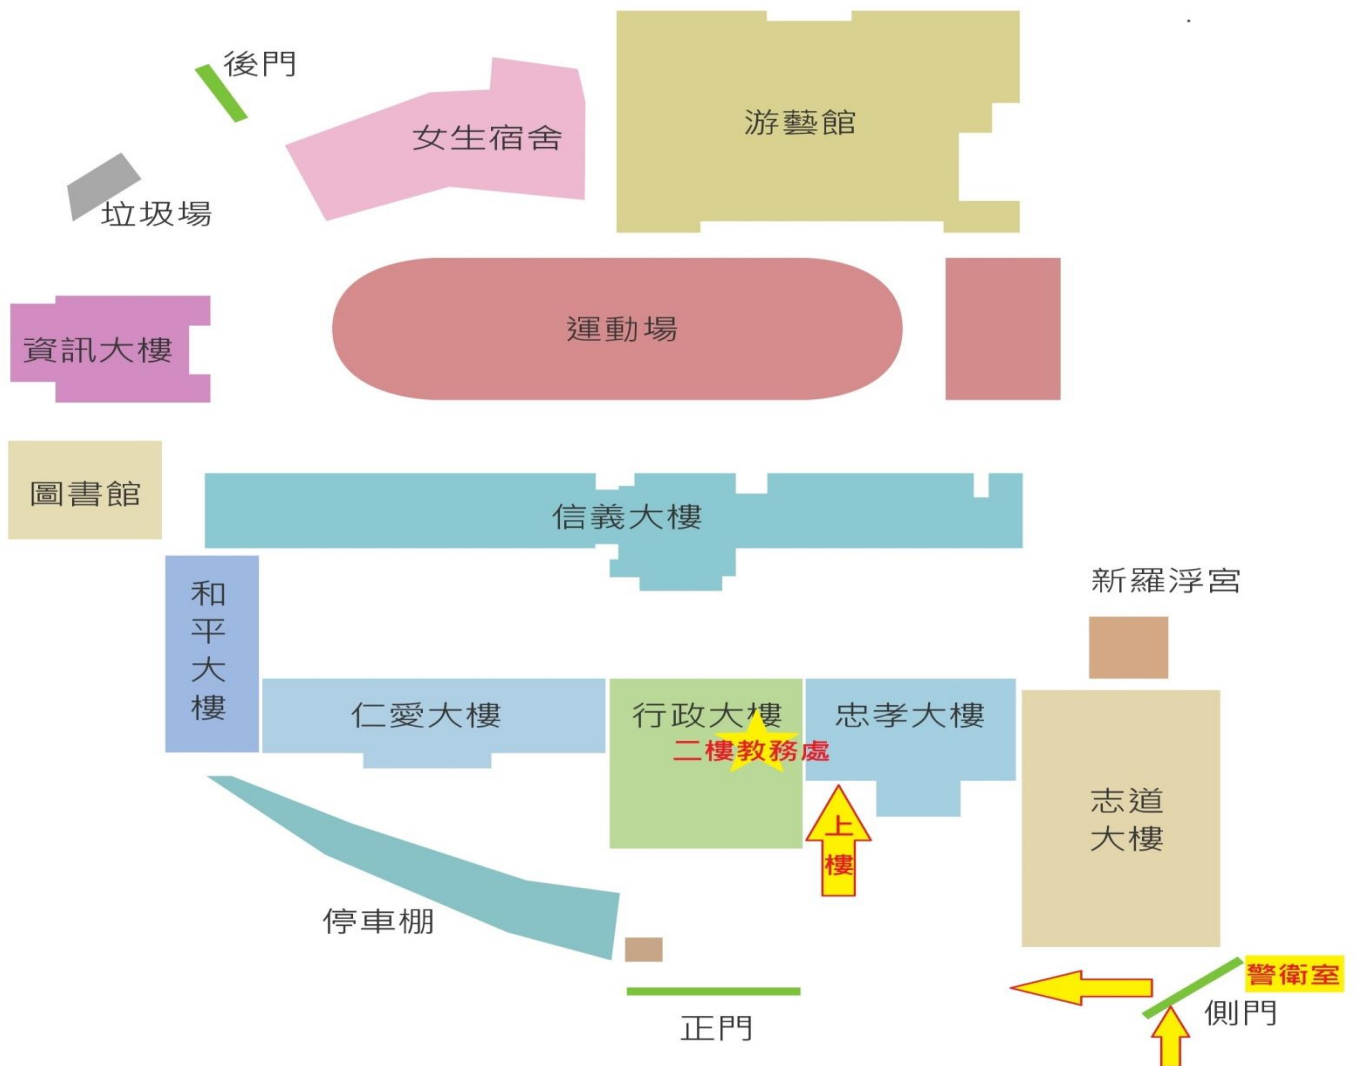 後門
女生宿舍
游藝館
垃圾場
運動場
資訊大樓
圖書館
信義大樓
和
平
大
樓
新羅浮宮
仁愛大樓
行政大樓
忠孝大樓
二樓教務處
志道
大樓
上
樓
停車棚
警衛室
側門
正門